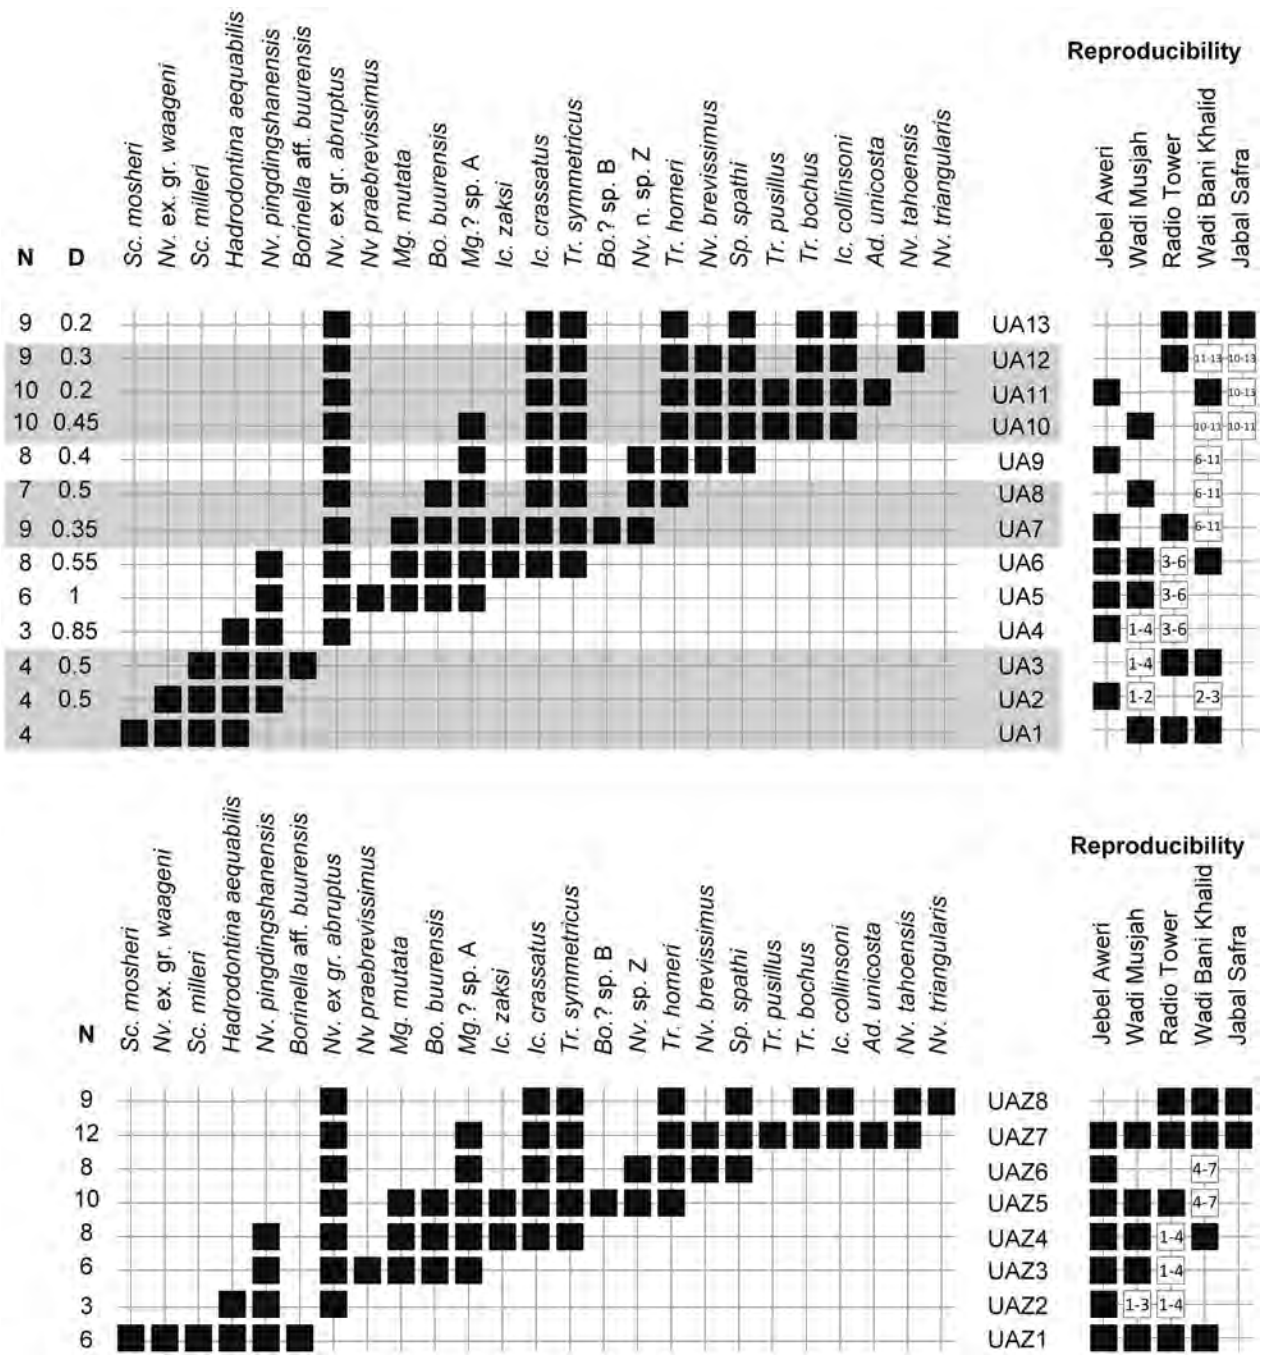 Reproducibility
N D Sc. mosheri Nv. ex. gr. waageni Sc. milleri Hadrodontina aequabilis Nv. pingdingshanensis Borinella aff. buurensis Nv. ex gr. abruptus Nv praebrevissimus Mg. mutata Bo. buurensis Mg.? sp. A Ic. zaksi Ic. crassatus Tr. symmetricus Bo.? sp. B Nv. n. sp. Z Tr. homeri Nv. brevissimus Sp. spathi Tr. pusillus Tr. bochus Ic. collinsoni Ad. unicosta Nv. tahoensis Nv. triangularis Jebel Aweri Wadi Musjah Radio Tower Wadi Bani Khalid Jabal Safra
9 0.2 UA13
9 0.3 UA12 11-13 10-13
10 0.2 UA11 10-13
10 0.45 UA10 10-11 10-11
8 0.4 UA9 6-11
7 0.5 UA8 6-11
9 0.35 UA7 6-11
8 0.55 UA6 3-6
6 1 UA5 3-6
3 0.85 UA4 1-4 3-6
4 0.5 UA3 1-4
4 0.5 UA2 1-2 2-3
4 UA1
Reproducibility
N Sc. mosheri Nv. ex. gr. waageni Sc. milleri Hadrodontina aequabilis Nv. pingdingshanensis Borinella aff. buurensis Nv. ex gr. abruptus Nv praebrevissimus Mg. mutata Bo. buurensis Mg.? sp. A Ic. zaksi Ic. crassatus Tr. symmetricus Bo.? sp. B Nv. sp. Z Tr. homeri Nv. brevissimus Sp. spathi Tr. pusillus Tr. bochus Ic. collinsoni Ad. unicosta Nv. tahoensis Nv. triangularis Jebel Aweri Wadi Musjah Radio Tower Wadi Bani Khalid Jabal Safra
9 UAZ8
12 UAZ7
8 UAZ6 4-7
10 UAZ5 4-7
8 UAZ4 1-4
6 UAZ3 1-4
3 UAZ2 1-3 1-4
6 UAZ1